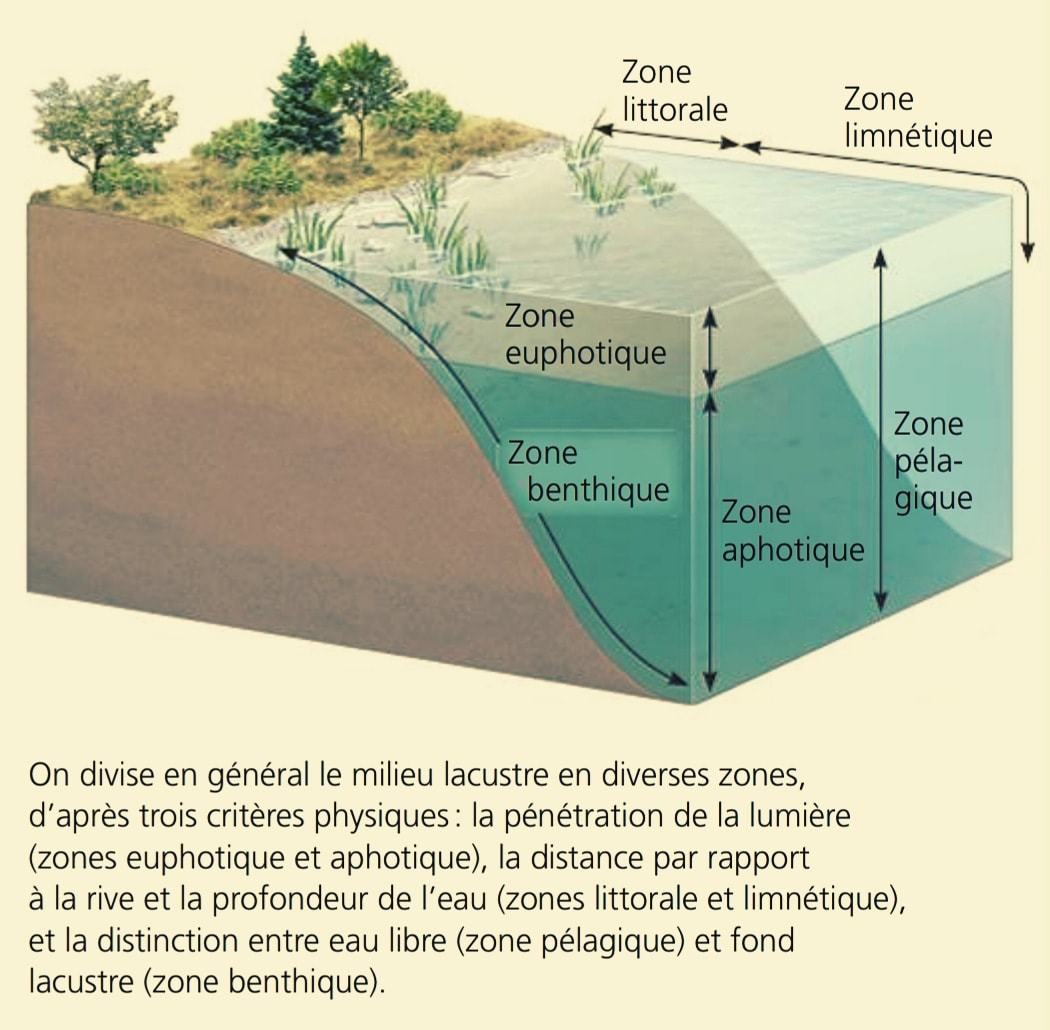 Zone
littorale
Zone
limnétique
Zone
euphotique
Zone
benthique
Zone
aphotique
Zone
péla-
gique
On divise en général le milieu lacustre en diverses zones,
d’après trois critères physiques : la pénétration de la lumière
(zones euphotique et aphotique), la distance par rapport
à la rive et la profondeur de l’eau (zones littorale et limnétique),
et la distinction entre eau libre (zone pélagique) et fond
lacustre (zone benthique).